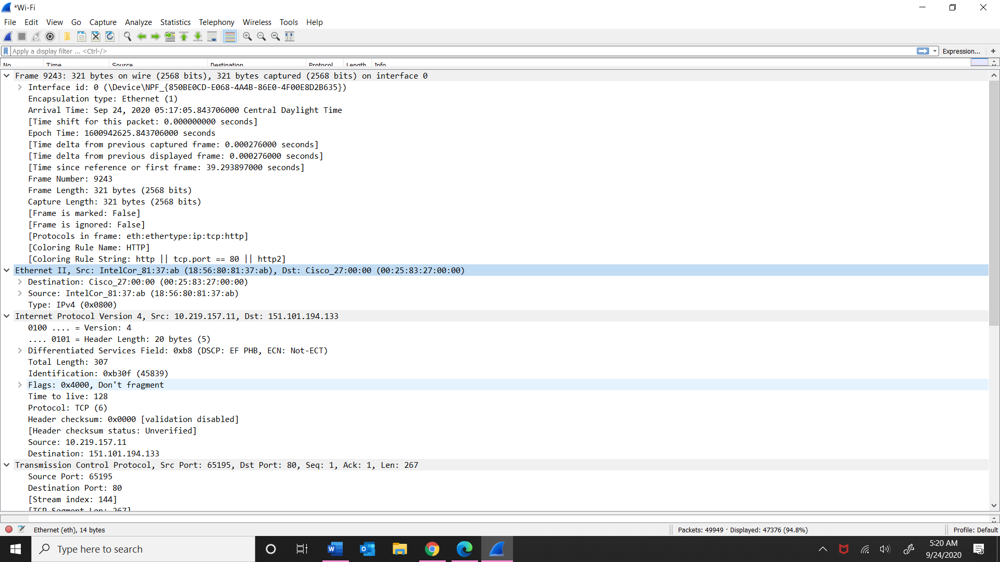 *Wi-Fi
File Edit View Go Capture Analyze Statistics Telephony Wireless Tools Help
Apply a display filter ... <Ctrl-/> Expression... +
No. Time Source Destination Protocol Length Info
Frame 9243: 321 bytes on wire (2568 bits), 321 bytes captured (2568 bits) on interface 0
Interface id: 0 (\Device\NPF_{850BE0CD-E068-4A4B-86E0-4F00E8D2B635})
Encapsulation type: Ethernet (1)
Arrival Time: Sep 24, 2020 05:17:05.843706000 Central Daylight Time
[Time shift for this packet: 0.000000000 seconds]
Epoch Time: 1600942625.843706000 seconds
[Time delta from previous captured frame: 0.000276000 seconds]
[Time delta from previous displayed frame: 0.000276000 seconds]
[Time since reference or first frame: 39.293897000 seconds]
Frame Number: 9243
Frame Length: 321 bytes (2568 bits)
Capture Length: 321 bytes (2568 bits)
[Frame is marked: False]
[Frame is ignored: False]
[Protocols in frame: eth:ethertype:ip:tcp:http]
[Coloring Rule Name: HTTP]
[Coloring Rule String: http || tcp.port == 80 || http2]
Ethernet II, Src: IntelCor_81:37:ab (18:56:80:81:37:ab), Dst: Cisco_27:00:00 (00:25:83:27:00:00)
Destination: Cisco_27:00:00 (00:25:83:27:00:00)
Source: IntelCor_81:37:ab (18:56:80:81:37:ab)
Type: IPv4 (0x0800)
Internet Protocol Version 4, Src: 10.219.157.11, Dst: 151.101.194.133
0100 .... = Version: 4
.... 0101 = Header Length: 20 bytes (5)
Differentiated Services Field: 0xb8 (DSCP: EF PHB, ECN: Not-ECT)
Total Length: 307
Identification: 0xb30f (45839)
Flags: 0x4000, Don't fragment
Time to live: 128
Protocol: TCP (6)
Header checksum: 0x0000 [validation disabled]
[Header checksum status: Unverified]
Source: 10.219.157.11
Destination: 151.101.194.133
Transmission Control Protocol, Src Port: 65195, Dst Port: 80, Seq: 1, Ack: 1, Len: 267
Source Port: 65195
Destination Port: 80
[Stream index: 144]
[TCP Segment Len: 267]
Ethernet (eth), 14 bytes Packets: 49949 · Displayed: 47376 (94.8%) Profile: Default
Type here to search
5:20 AM
9/24/2020